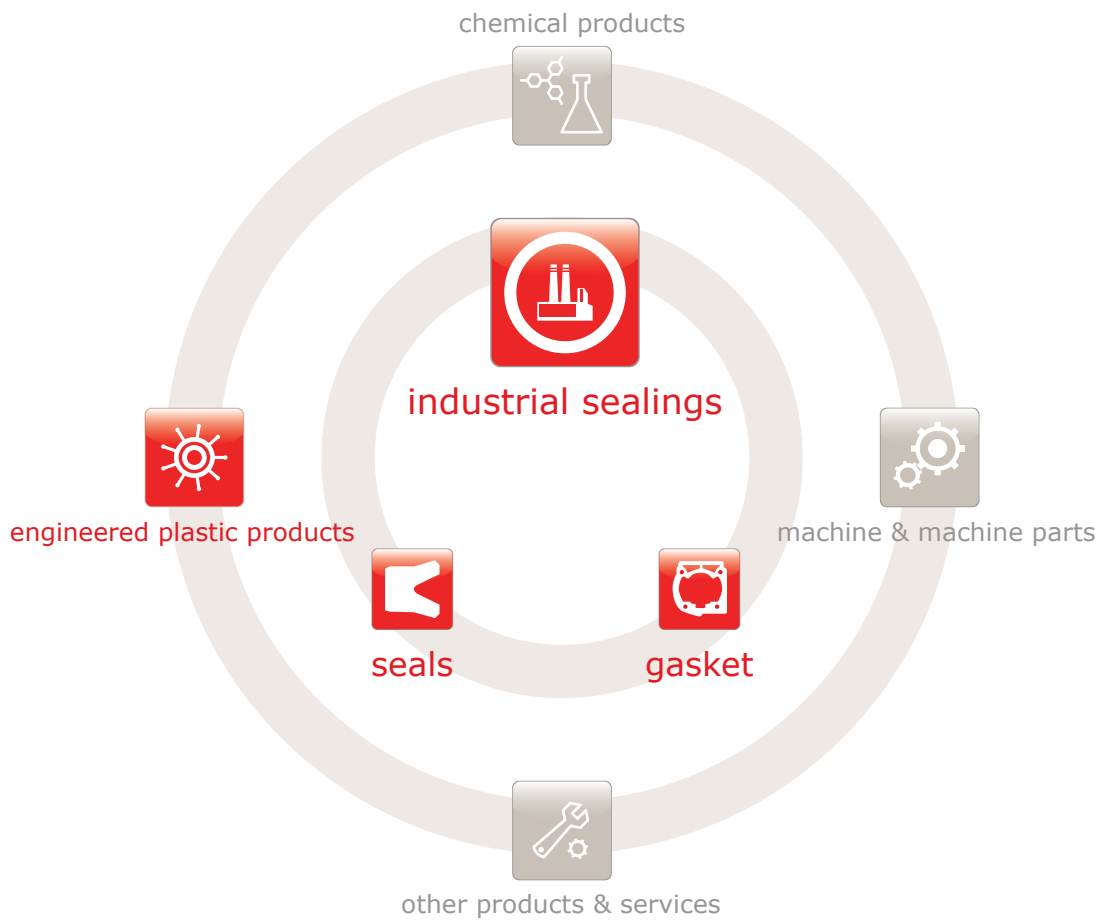 chemical products
industrial sealings
engineered plastic products
machine & machine parts
seals
gasket
other products & services